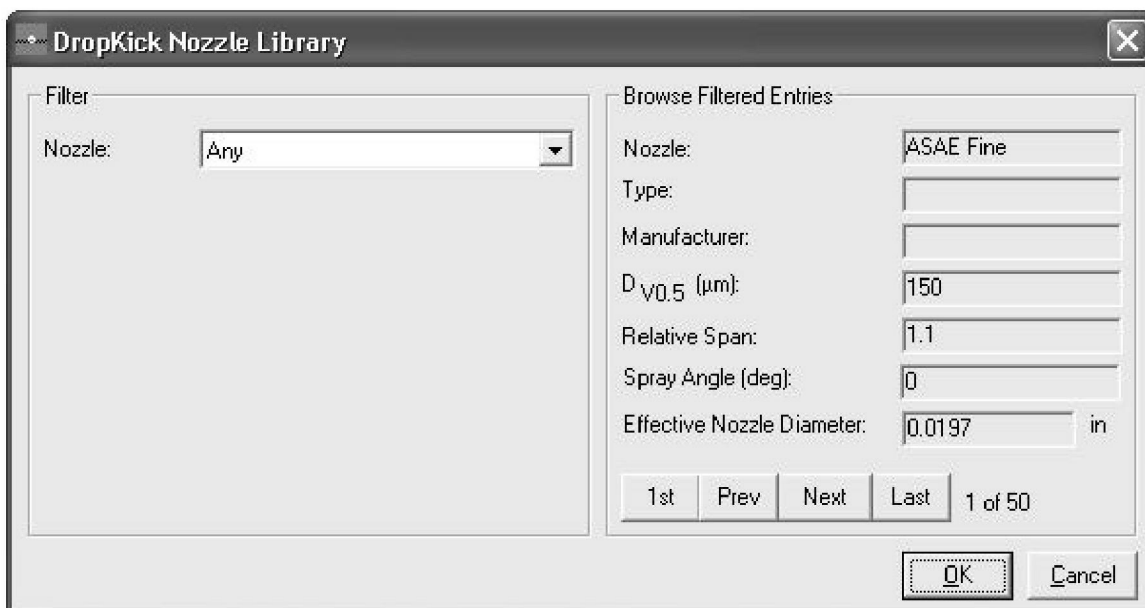 DropKick Nozzle Library
Filter
Nozzle: Any
Browse Filtered Entries
Nozzle: ASAE Fine
Type:
Manufacturer:
D V0.5 (µm): 150
Relative Span: 1.1
Spray Angle (deg): 0
Effective Nozzle Diameter: 0.0197 in
1st Prev Next Last 1 of 50
OK Cancel